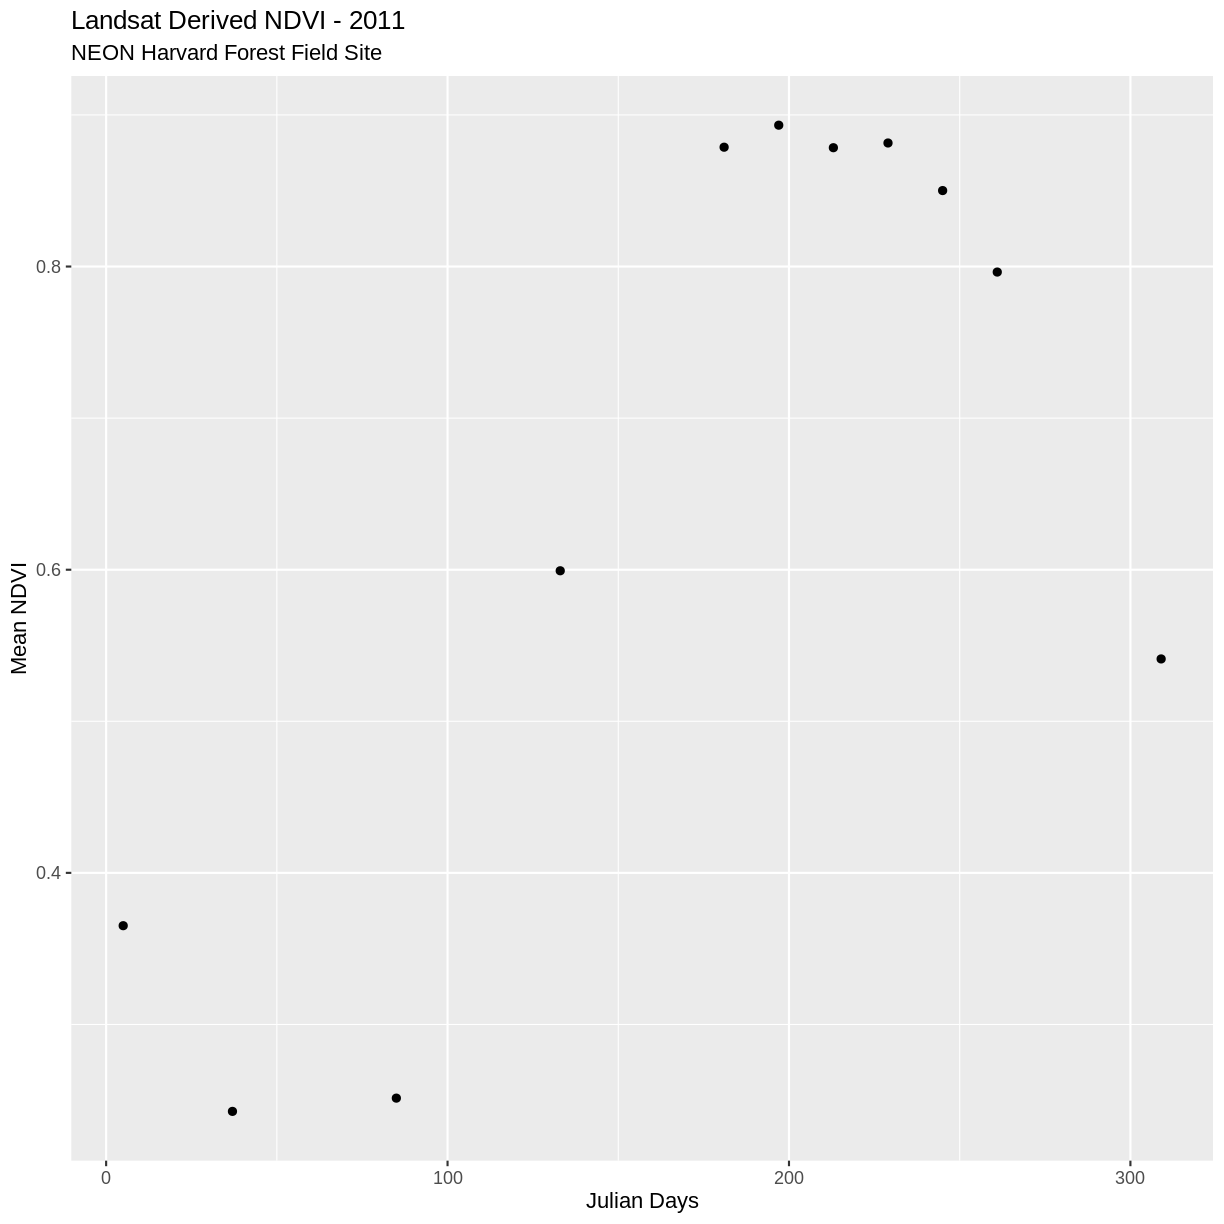 Landsat Derived NDVI - 2011
NEON Harvard Forest Field Site
Mean NDVI
0.8
0.6
0.4
0 100 200 300
Julian Days